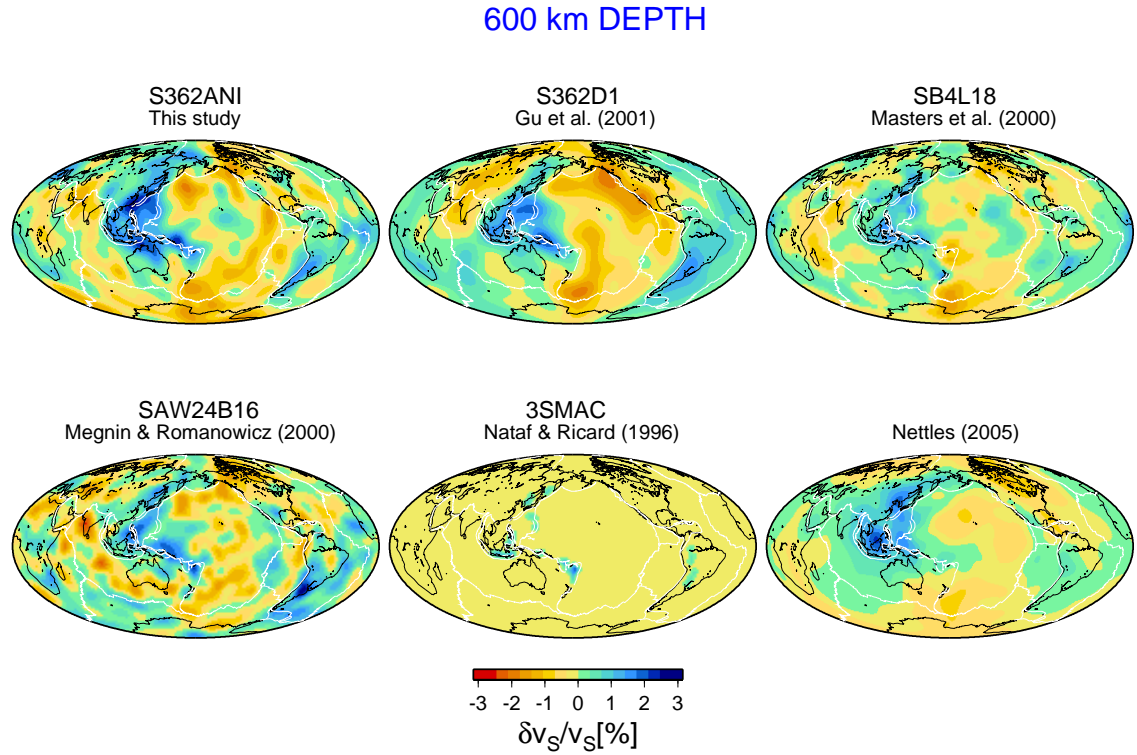 600 km DEPTH
S362ANI
This study
S362D1
Gu et al. (2001)
SB4L18
Masters et al. (2000)
SAW24B16
Megnin & Romanowicz (2000)
3SMAC
Nataf & Ricard (1996)
Nettles (2005)
-3 -2 -1 0 1 2 3
δv_S/v_S[%]